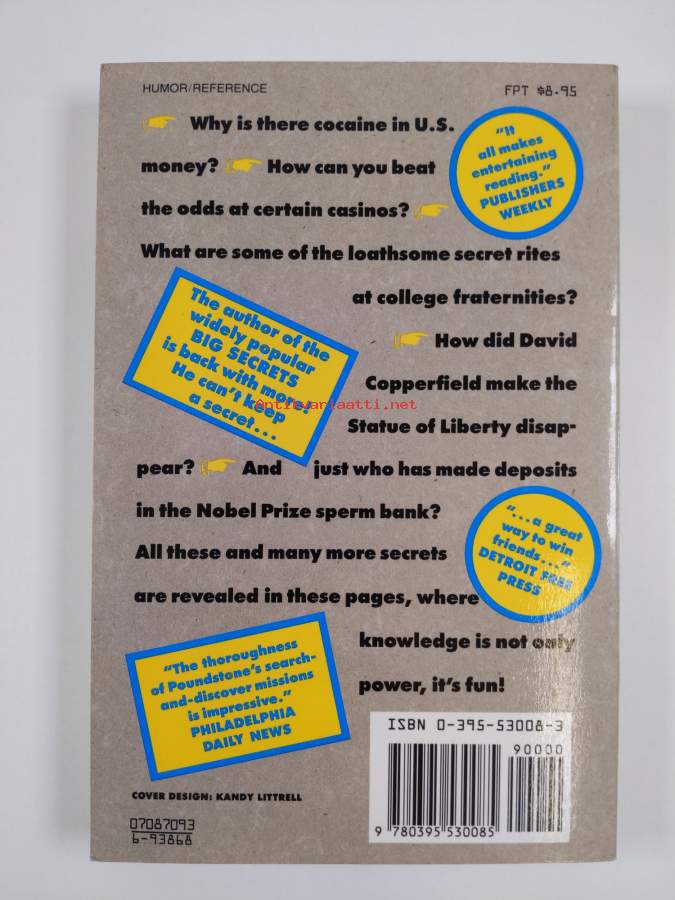 HUMOR/REFERENCE
FPT $8.95
Why is there cocaine in U.S.
money? How can you beat
the odds at certain casinos?
What are some of the loathsome secret rites
at college fraternities?
How did David
Copperfield make the
Statue of Liberty disap-
pear? And just who has made deposits
in the Nobel Prize sperm bank?
All these and many more secrets
are revealed in these pages, where
knowledge is not only
power, it's fun!
"It
all makes
entertaining
reading."
PUBLISHERS
WEEKLY
The author of the
widely popular
BIG SECRETS
is back with more.
He can't keep
a secret...
Antikvariaatti.net
"...a great
way to win
friends..."
DETROIT FREE
PRESS
"The thoroughness
of Poundstone's search-
and-discover missions
is impressive."
PHILADELPHIA
DAILY NEWS
COVER DESIGN: KANDY LITTRELL
07087093
6-93868
ISBN 0-395-53008-3
90000
9 780395 530085